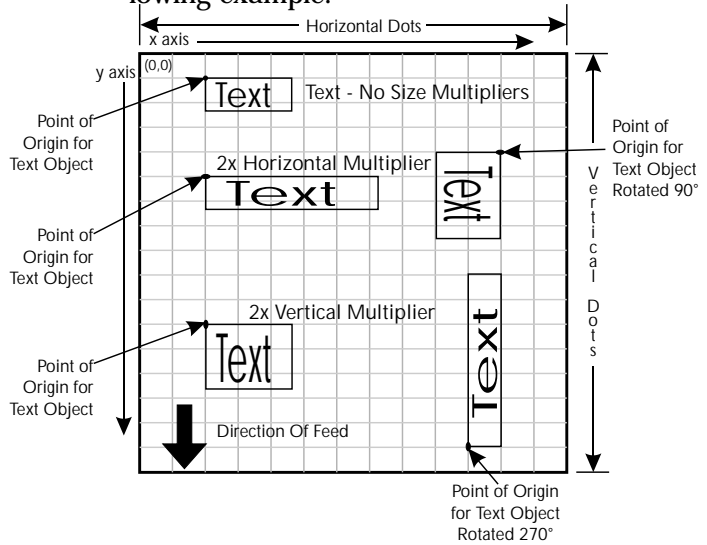 lowing example.
Horizontal Dots
x axis
y axis
(0,0)
Text
Text - No Size Multipliers
Point of
Origin for
Text Object
Point of
Origin for
Text Object
Rotated 90°
2x Horizontal Multiplier
Text
Text
Vertical Dots
Point of
Origin for
Text Object
2x Vertical Multiplier
Text
Text
Point of
Origin for
Text Object
Direction Of Feed
Point of Origin
for Text Object
Rotated 270°